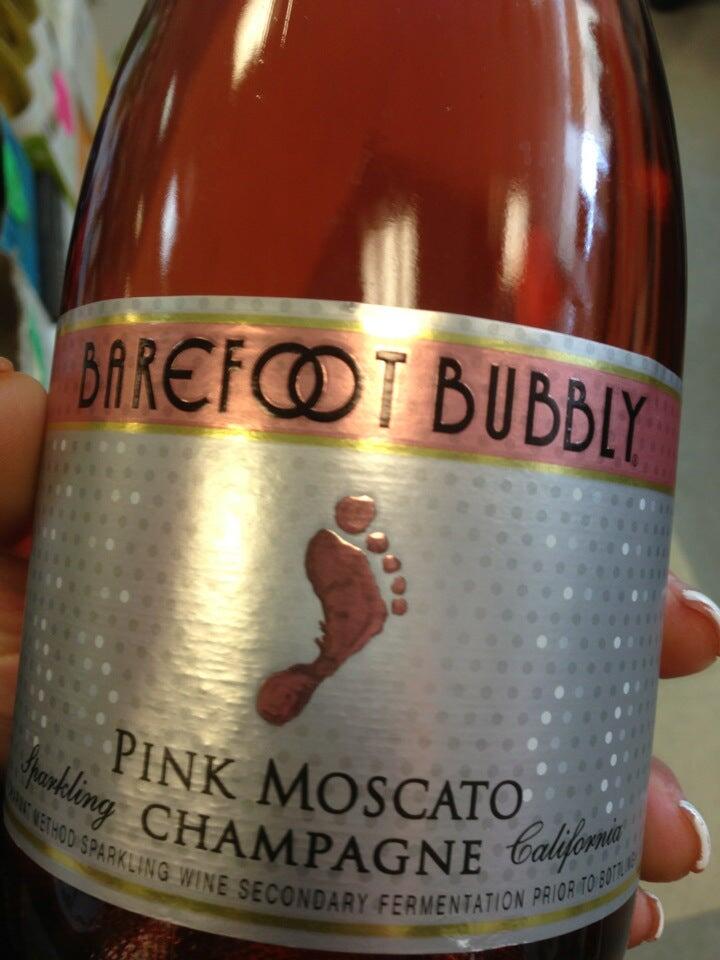 BAREFOOT BUBBLY
PINK MOSCATO
Sparkling CHAMPAGNE California
METHOD SPARKLING WINE SECONDARY FERMENTATION PRIOR TO BOTTLING